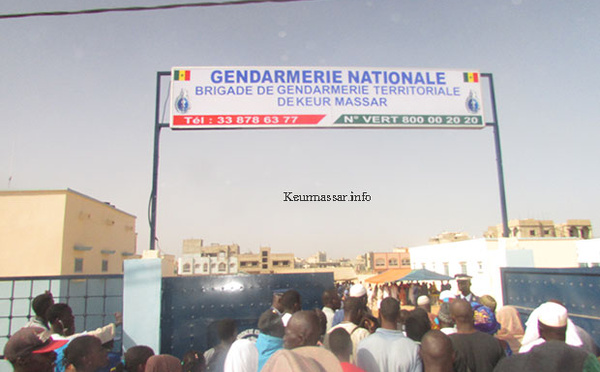 GENDARMERIE NATIONALE
BRIGADE DE GENDARMERIE TERRITORIALE
DE KEUR MASSAR
Tél : 33 878 63 77
N° VERT 800 00 20 20
Keurmassar.info